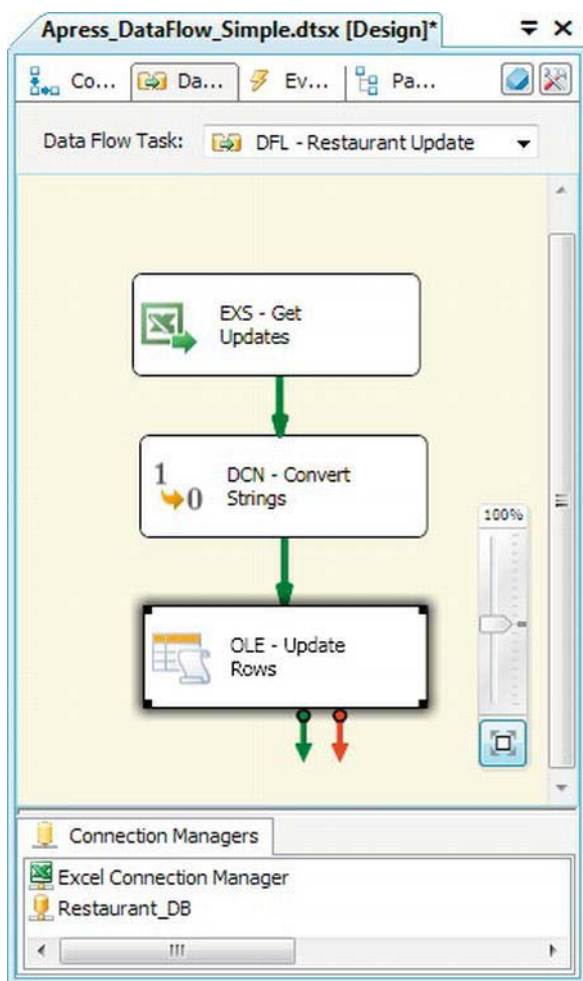 Apress_DataFlow_Simple.dtsx [Design]*
Co... Da... Ev... Pa...
Data Flow Task: DFL - Restaurant Update
EXS - Get
Updates
1
0
DCN - Convert
Strings
100%
OLE - Update
Rows
Connection Managers
Excel Connection Manager
Restaurant_DB